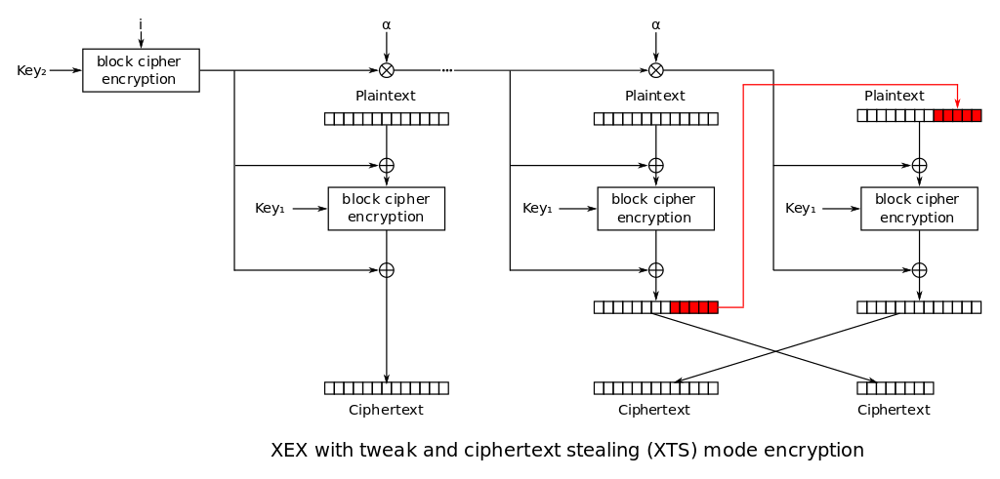 i
α
α
Key₂
block cipher
encryption
...
Plaintext
Plaintext
Plaintext
Key₁
block cipher
encryption
Key₁
block cipher
encryption
Key₁
block cipher
encryption
Ciphertext
Ciphertext
Ciphertext
XEX with tweak and ciphertext stealing (XTS) mode encryption